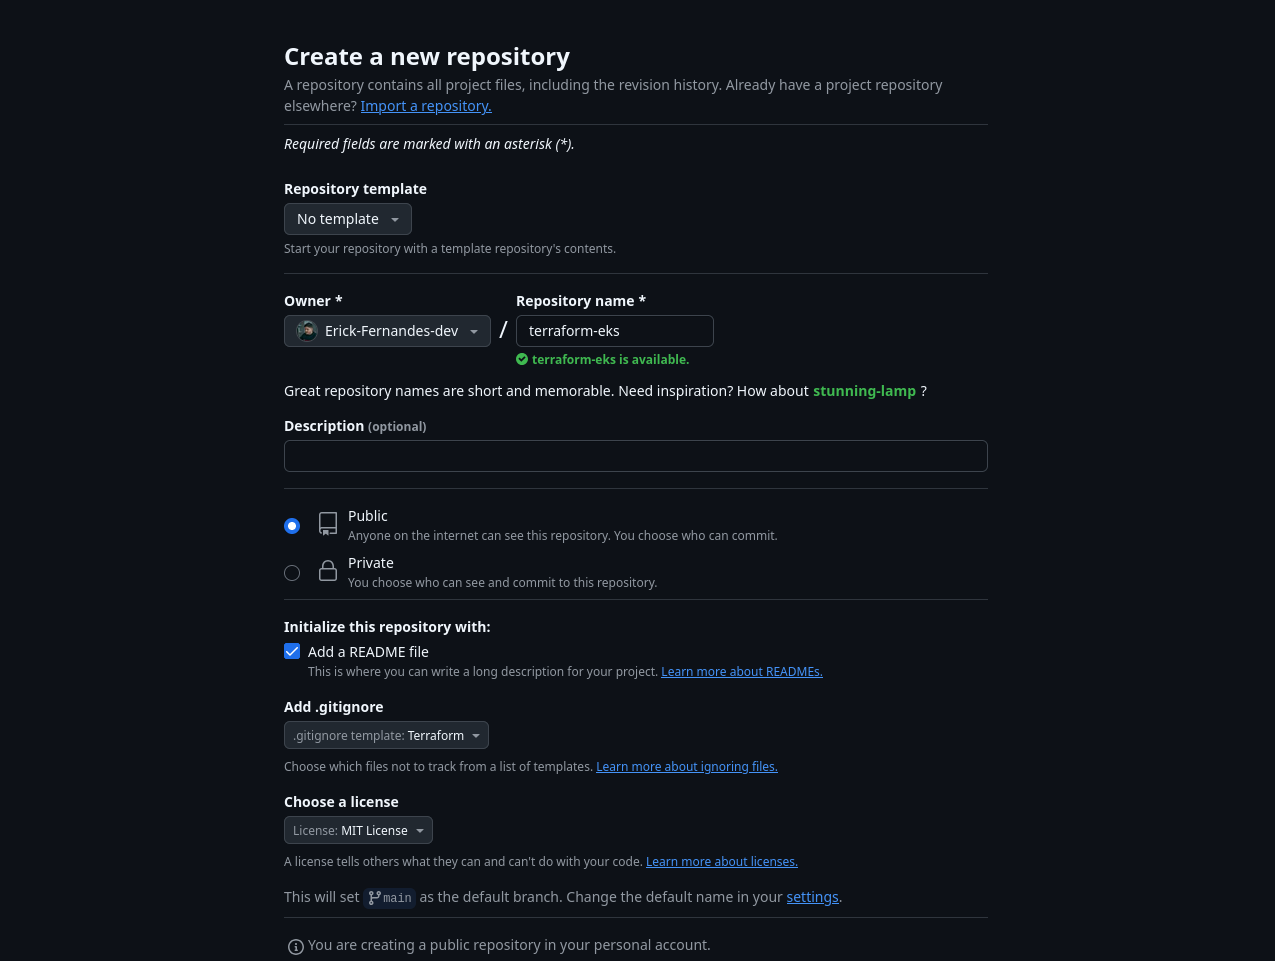 Create a new repository
A repository contains all project files, including the revision history. Already have a project repository
elsewhere? Import a repository.
Required fields are marked with an asterisk (*).
Repository template
No template
Start your repository with a template repository's contents.
Owner *
Repository name *
Erick-Fernandes-dev
/
terraform-eks
terraform-eks is available.
Great repository names are short and memorable. Need inspiration? How about stunning-lamp ?
Description (optional)
Public
Anyone on the internet can see this repository. You choose who can commit.
Private
You choose who can see and commit to this repository.
Initialize this repository with:
Add a README file
This is where you can write a long description for your project. Learn more about READMEs.
Add .gitignore
.gitignore template: Terraform
Choose which files not to track from a list of templates. Learn more about ignoring files.
Choose a license
License: MIT License
A license tells others what they can and can't do with your code. Learn more about licenses.
This will set main as the default branch. Change the default name in your settings.
You are creating a public repository in your personal account.